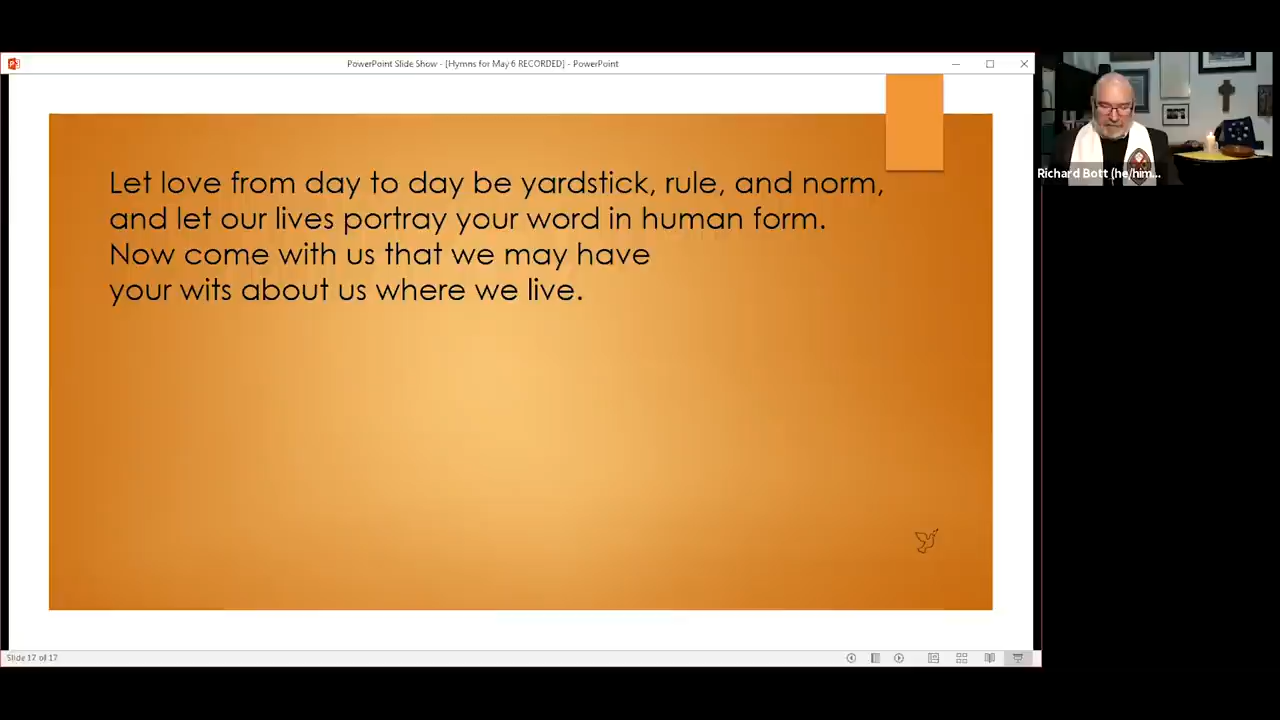 PowerPoint Slide Show - [Hymns for May 6 RECORDED] - PowerPoint
Let love from day to day be yardstick, rule, and norm,
and let our lives portray your word in human form.
Now come with us that we may have
your wits about us where we live.
Richard Bott (he/him...
Slide 17 of 17